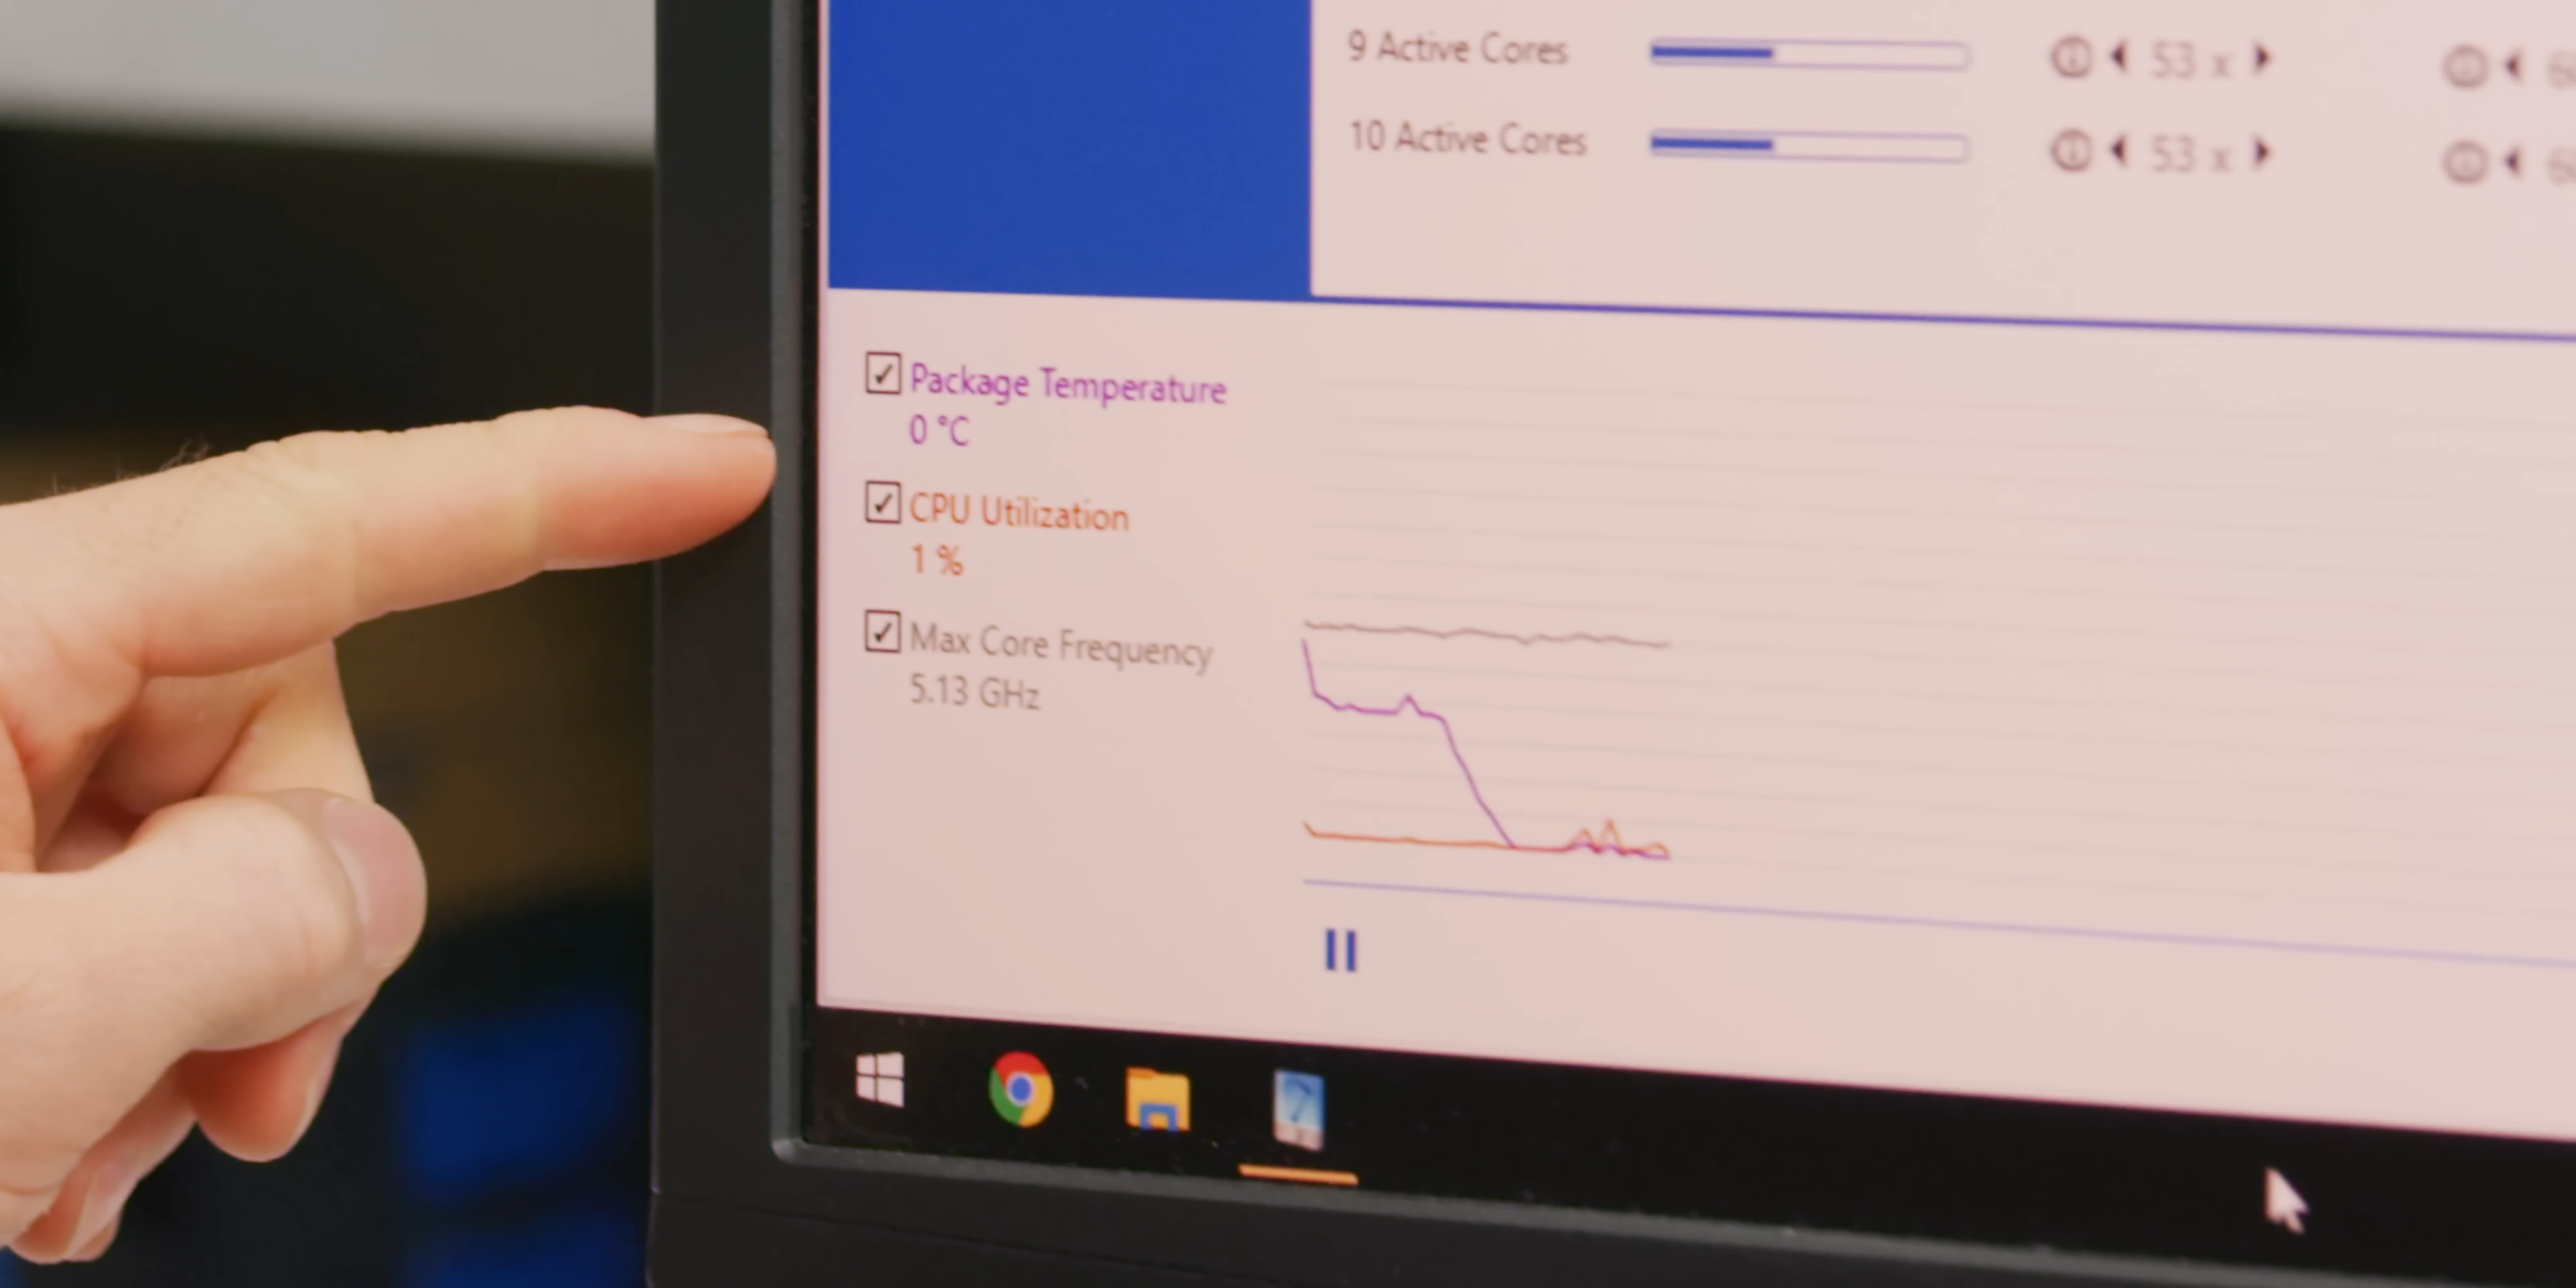 9 Active Cores 53 x
10 Active Cores 53 x
Package Temperature
0 °C
CPU Utilization
1 %
Max Core Frequency
5.13 GHz